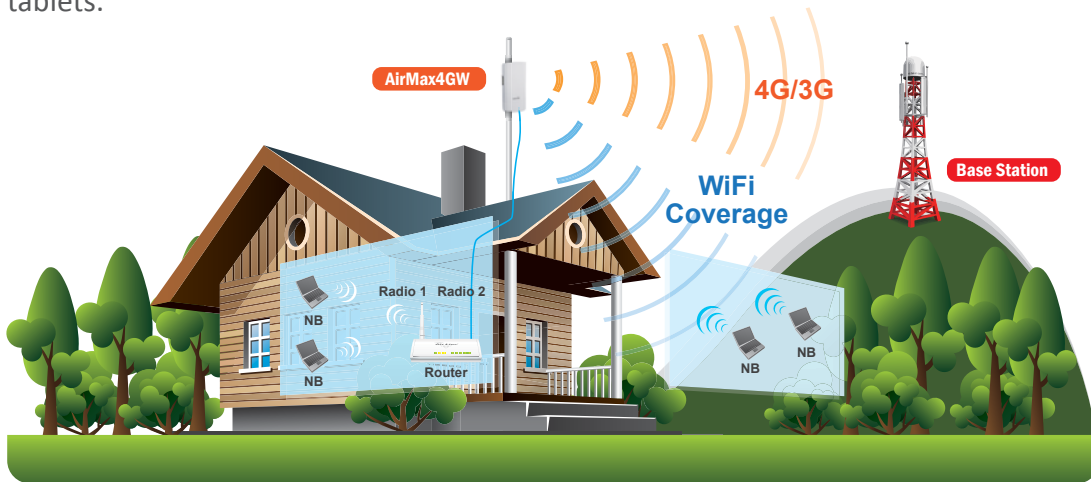 tablets.
AirMax4GW
4G/3G
Base Station
WiFi
Coverage
Radio 1 Radio 2
NB
NB
Router
NB
NB